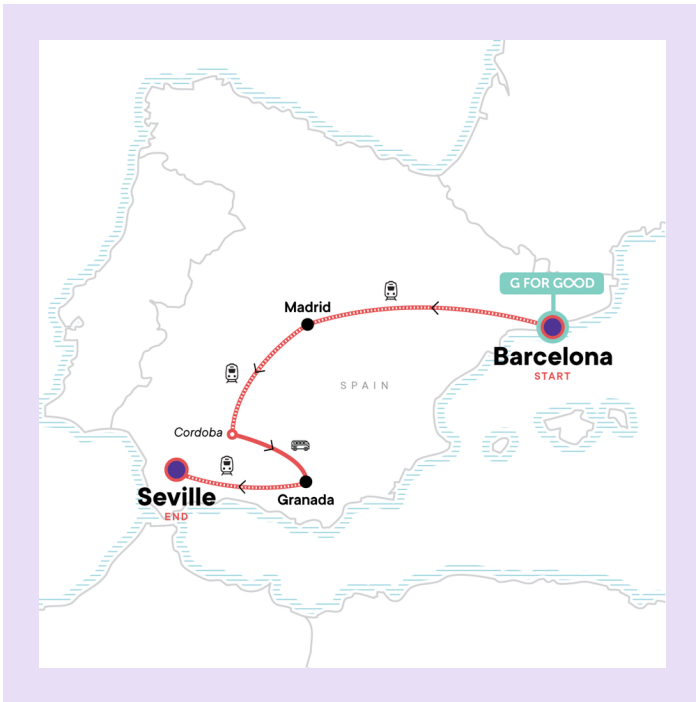 G FOR GOOD
Madrid
Barcelona
START
SPAIN
Cordoba
Seville
END
Granada